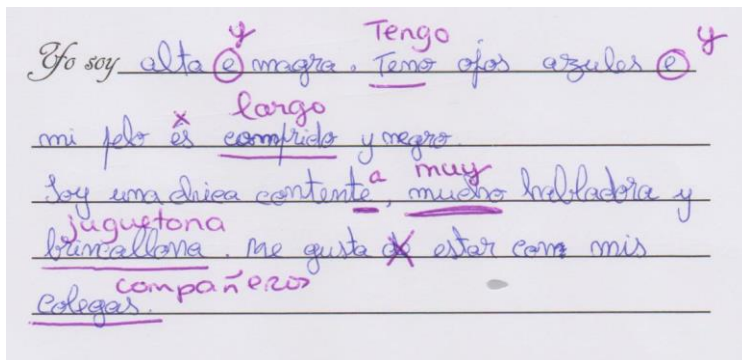 y Tengo y
Yo soy alta e magra. Teno ojos azules e
x largo
mi pelo és comprido y negro
a muy
Soy una chica contente, mucho habladora y
juguetona
brincallona. Me gusta de estar com mis
compañeros
colegas.